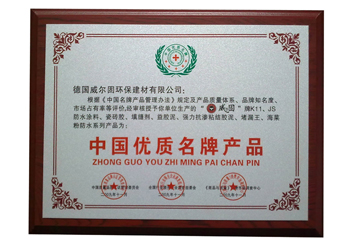 德国威尔固环保建材有限公司：
根据《中国名牌产品管理办法》规定及产品质量体系、品牌知名度、
市场占有率等评价,经审核授予你单位生产的“威固”牌K11、JS
防水涂料、瓷砖胶、填缝剂、益胶泥、强力抗渗粘结胶泥、堵漏王、海菜
粉防水系列产品为：
中国优质名牌产品
ZHONG GUO YOU ZHI MING PAI CHAN PIN